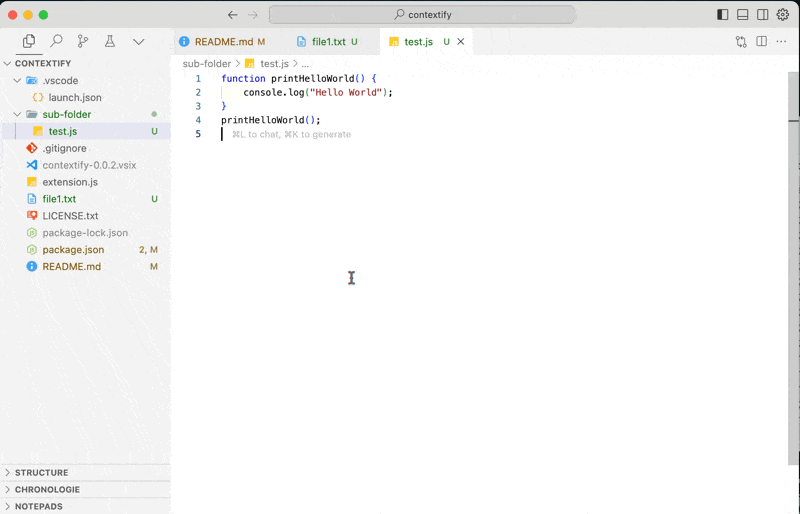 contextify
README.md M
file1.txt U
test.js U
CONTEXTIFY
.vscode
launch.json
sub-folder
test.js U
.gitignore
contextify-0.0.2.vsix
extension.js
file1.txt U
LICENSE.txt
package-lock.json
package.json 2, M
README.md M
STRUCTURE
CHRONOLOGIE
NOTEPADS
sub-folder > test.js > ...
1 function printHelloWorld() {
2 console.log("Hello World");
3 }
4 printHelloWorld();
5 ⌘L to chat, ⌘K to generate